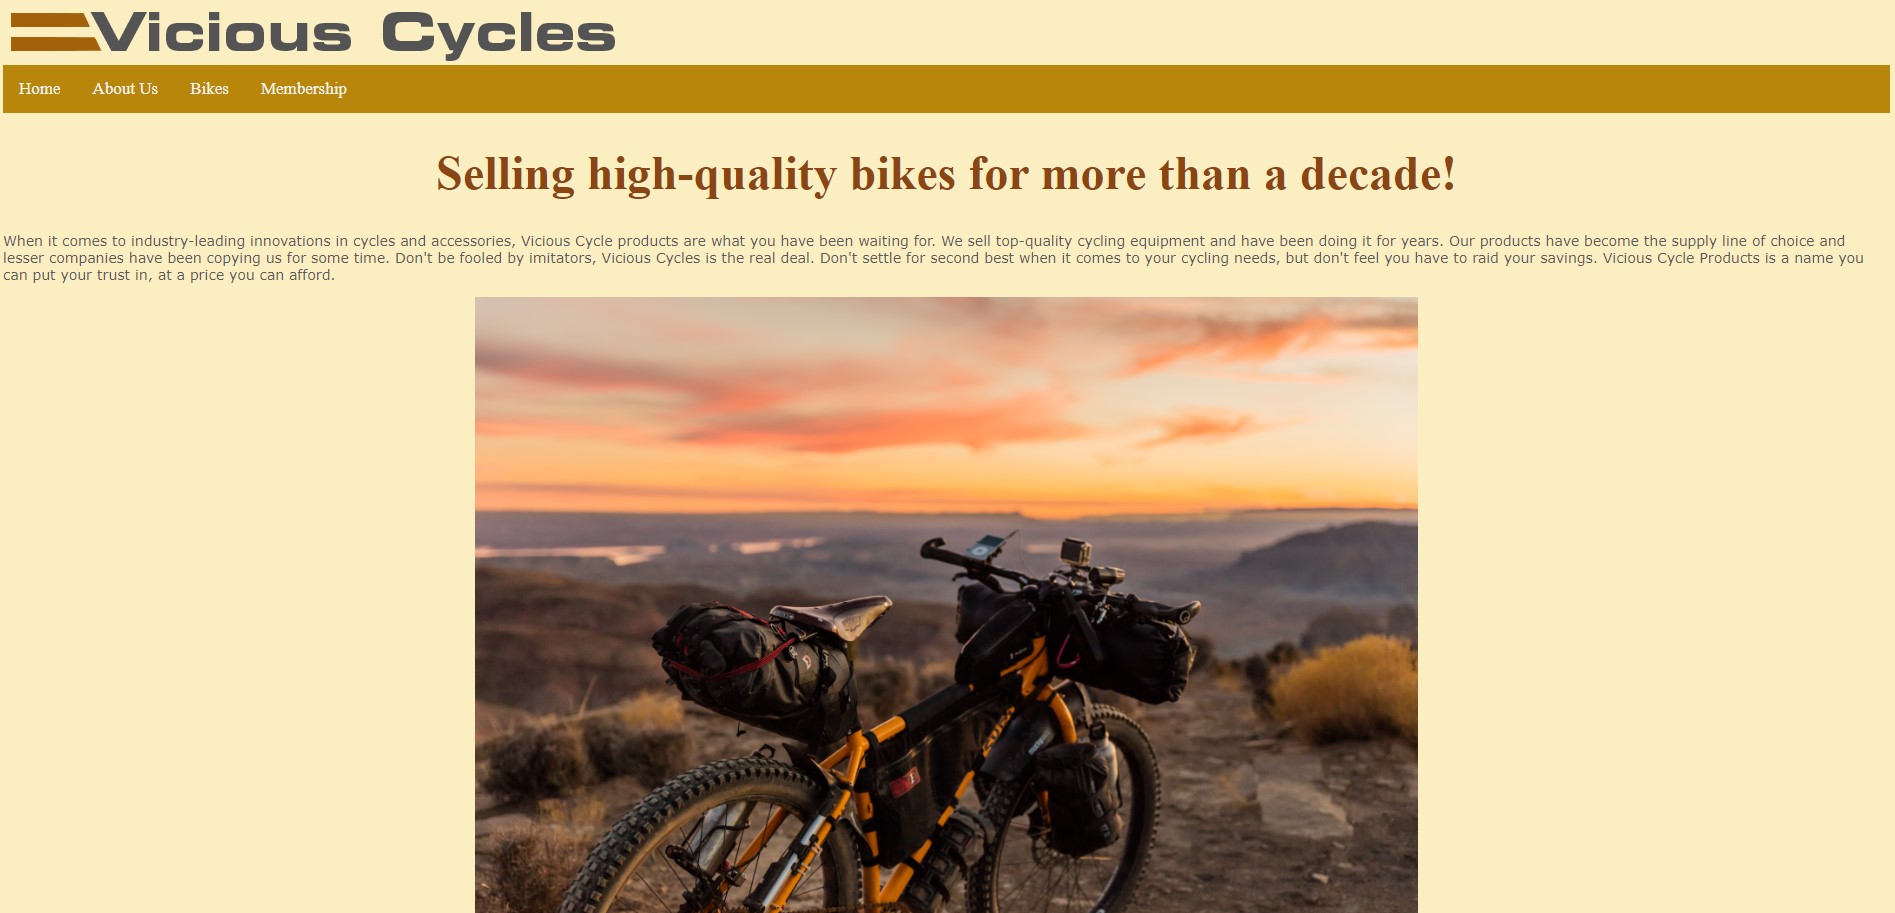 Vicious Cycles
Home About Us Bikes Membership
Selling high-quality bikes for more than a decade!
When it comes to industry-leading innovations in cycles and accessories, Vicious Cycle products are what you have been waiting for. We sell top-quality cycling equipment and have been doing it for years. Our products have become the supply line of choice and
lesser companies have been copying us for some time. Don't be fooled by imitators, Vicious Cycles is the real deal. Don't settle for second best when it comes to your cycling needs, but don't feel you have to raid your savings. Vicious Cycle Products is a name you
can put your trust in, at a price you can afford.